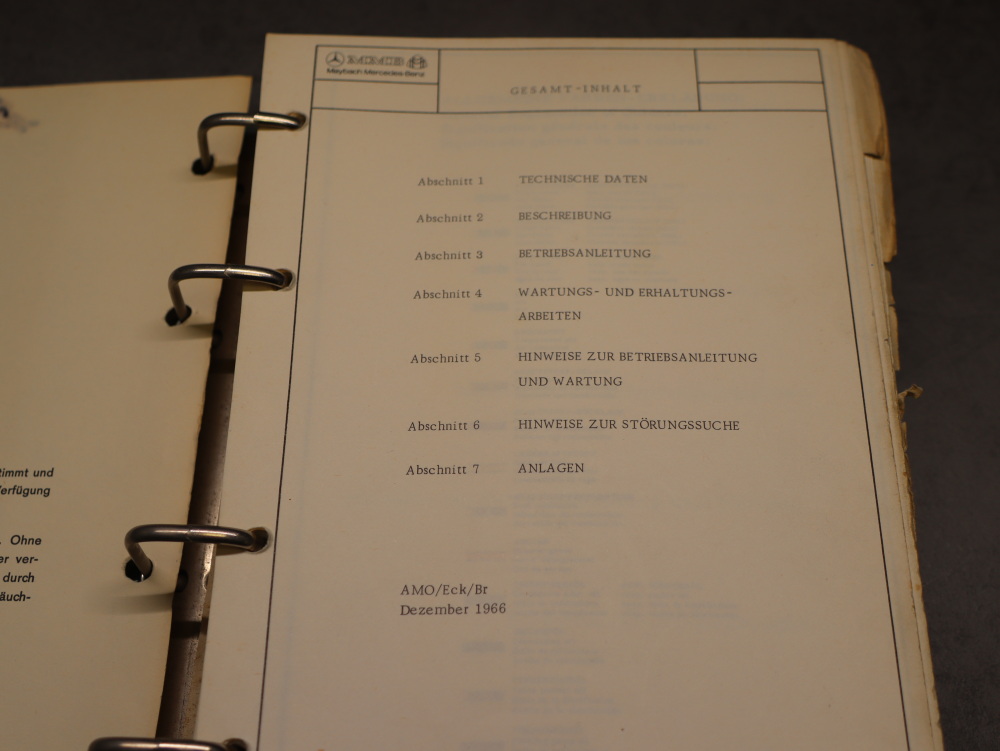 timmt und
Verfügung
. Ohne
er ver-
durch
äuch-
MMB
Maybach Mercedes-Benz
GESAMT-INHALT
Abschnitt 1 TECHNISCHE DATEN
Abschnitt 2 BESCHREIBUNG
Abschnitt 3 BETRIEBSANLEITUNG
Abschnitt 4 WARTUNGS- UND ERHALTUNGS-
ARBEITEN
Abschnitt 5 HINWEISE ZUR BETRIEBSANLEITUNG
UND WARTUNG
Abschnitt 6 HINWEISE ZUR STÖRUNGSSUCHE
Abschnitt 7 ANLAGEN
AMO/Eck/Br
Dezember 1966